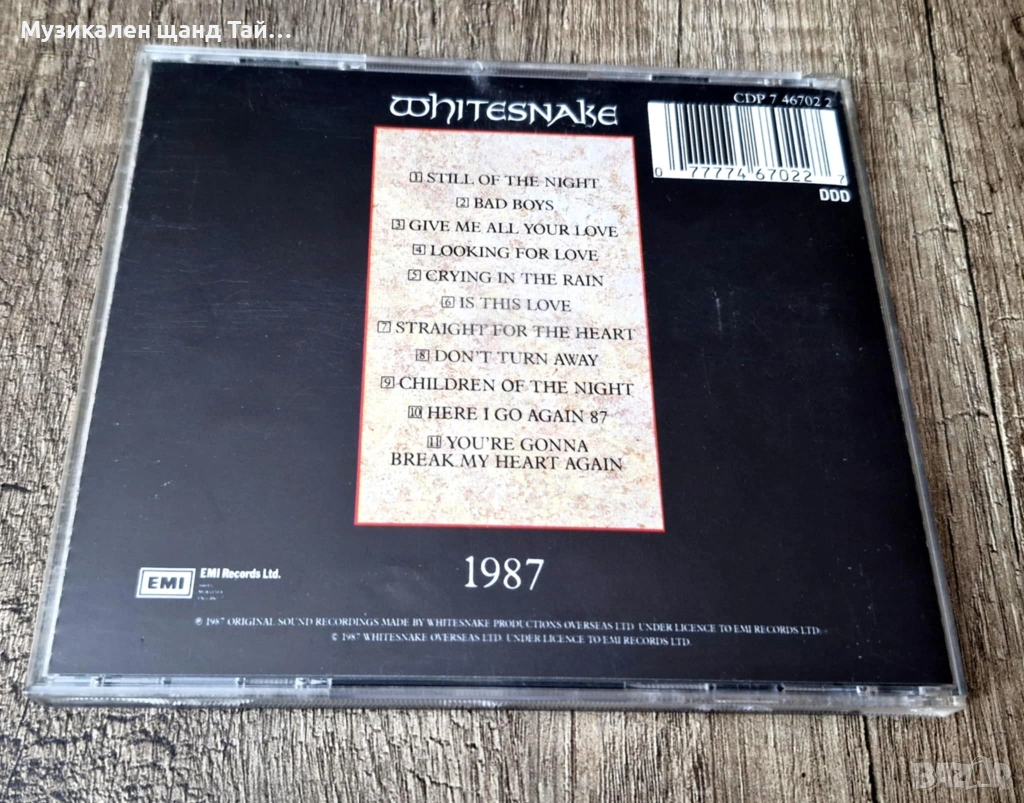 Музикален щанд Тай...
WHITESNAKE
CDP 7 46702 2
0 77774 67022 7
DDD
1 STILL OF THE NIGHT
2 BAD BOYS
3 GIVE ME ALL YOUR LOVE
4 LOOKING FOR LOVE
5 CRYING IN THE RAIN
6 IS THIS LOVE
7 STRAIGHT FOR THE HEART
8 DON'T TURN AWAY
9 CHILDREN OF THE NIGHT
10 HERE I GO AGAIN 87
11 YOU'RE GONNA
BREAK MY HEART AGAIN
1987
EMI
EMI Records Ltd.
℗ 1987 ORIGINAL SOUND RECORDINGS MADE BY WHITESNAKE PRODUCTIONS OVERSEAS LTD. UNDER LICENCE TO EMI RECORDS LTD.
© 1987 WHITESNAKE OVERSEAS LTD. UNDER LICENCE TO EMI RECORDS LTD.
BAZAR